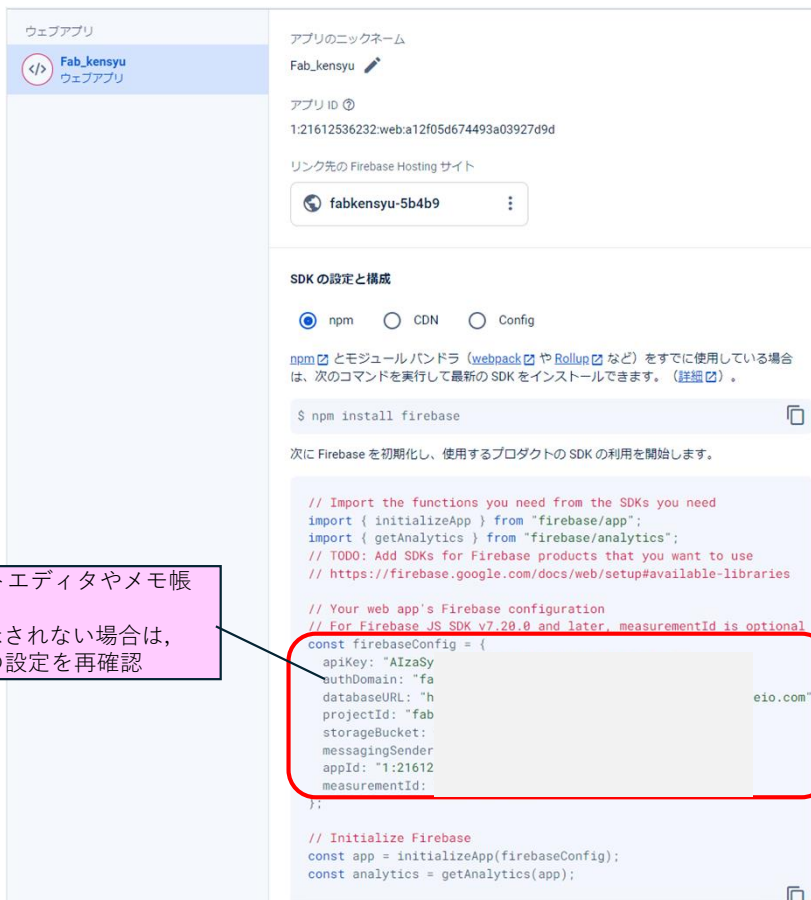 ウェブアプリ
</>
Fab_kensyu
ウェブアプリ
アプリのニックネーム
Fab_kensyu
アプリ ID
1:21612536232:web:a12f05d674493a03927d9d
リンク先の Firebase Hosting サイト
fabkensyu-5b4b9
SDK の設定と構成
npm CDN Config
npm とモジュール バンドラ（webpack や Rollup など）をすでに使用している場合
は、次のコマンドを実行して最新の SDK をインストールできます。（詳細）。
$ npm install firebase
次に Firebase を初期化し、使用するプロダクトの SDK の利用を開始します。
// Import the functions you need from the SDKs you need
import { initializeApp } from "firebase/app";
import { getAnalytics } from "firebase/analytics";
// TODO: Add SDKs for Firebase products that you want to use
// https://firebase.google.com/docs/web/setup#available-libraries
// Your web app's Firebase configuration
// For Firebase JS SDK v7.20.0 and later, measurementId is optional
const firebaseConfig = {
apiKey: "AIzaSy
authDomain: "fa
databaseURL: "h eio.com"
projectId: "fab
storageBucket:
messagingSender
appId: "1:21612
measurementId:
};
// Initialize Firebase
const app = initializeApp(firebaseConfig);
const analytics = getAnalytics(app);
エディタやメモ帳
されない場合は，
設定を再確認